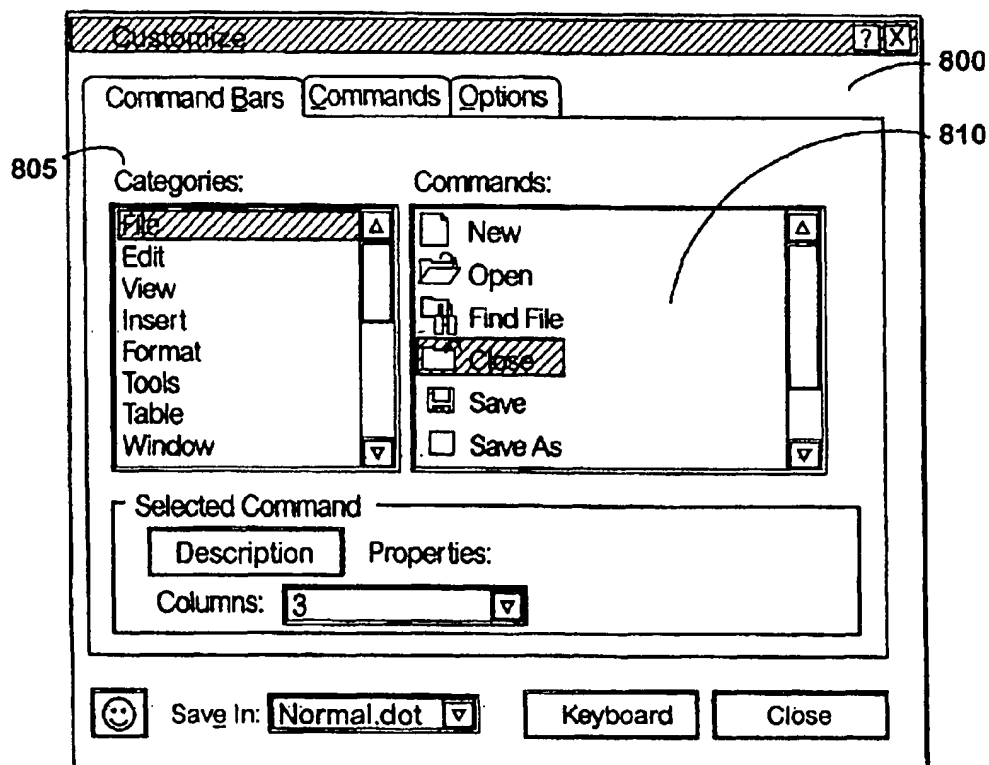 Customize ? X
800
Command Bars Commands Options
810
805
Categories: Commands:
File
Edit
View
Insert
Format
Tools
Table
Window
New
Open
Find File
Close
Save
Save As
Selected Command
Description Properties:
Columns: 3
Save In: Normal.dot Keyboard Close